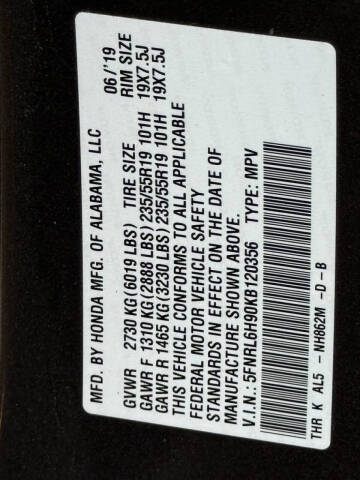 MFD. BY HONDA MFG. OF ALABAMA, LLC 06/'19
GVWR 2730 KG(6019 LBS) TIRE SIZE RIM SIZE
GAWR F 1310 KG(2888 LBS) 235/55R19 101H 19X7.5J
GAWR R 1465 KG(3230 LBS) 235/55R19 101H 19X7.5J
THIS VEHICLE CONFORMS TO ALL APPLICABLE
FEDERAL MOTOR VEHICLE SAFETY
STANDARDS IN EFFECT ON THE DATE OF
MANUFACTURE SHOWN ABOVE.
V.I.N.: 5FNRL6H90KB120356 TYPE: MPV
THR K AL5 - NH862M -D-B